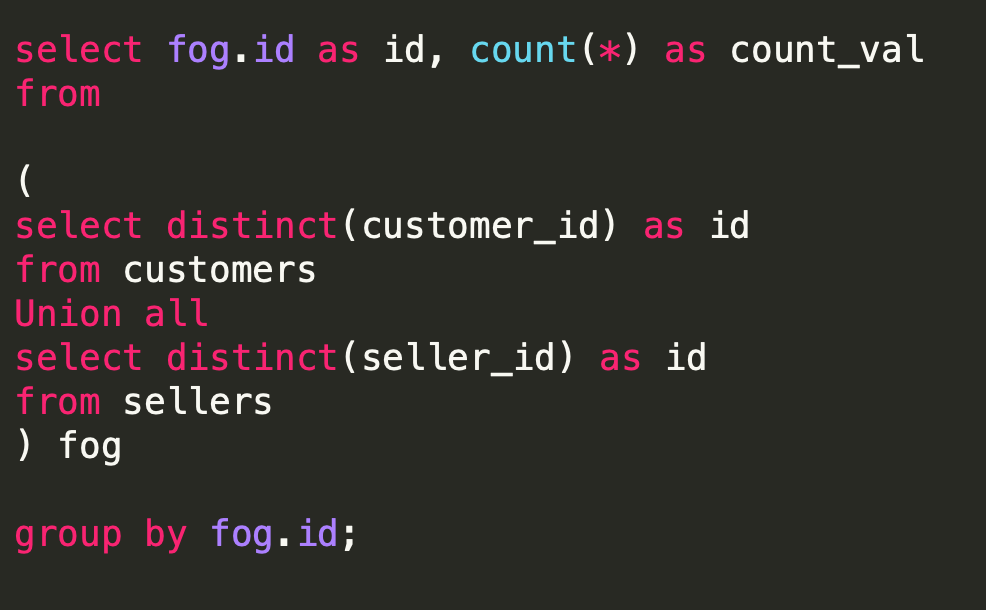 select fog.id as id, count(*) as count_val
from
(
select distinct(customer_id) as id
from customers
Union all
select distinct(seller_id) as id
from sellers
) fog
group by fog.id;